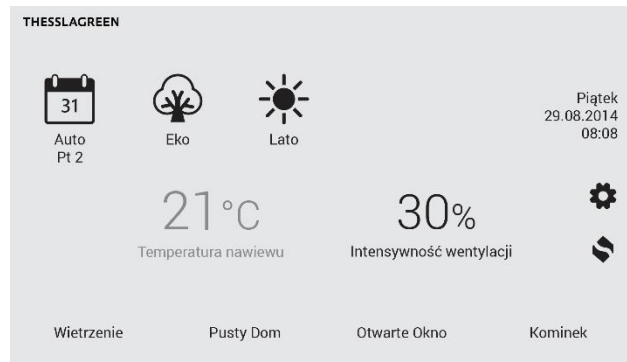 THESSLAGREEN
31
Auto
Pt 2
Eko
Lato
Piątek
29.08.2014
08:08
21°C
Temperatura nawiewu
30%
Intensywność wentylacji
Wietrzenie
Pusty Dom
Otwarte Okno
Kominek